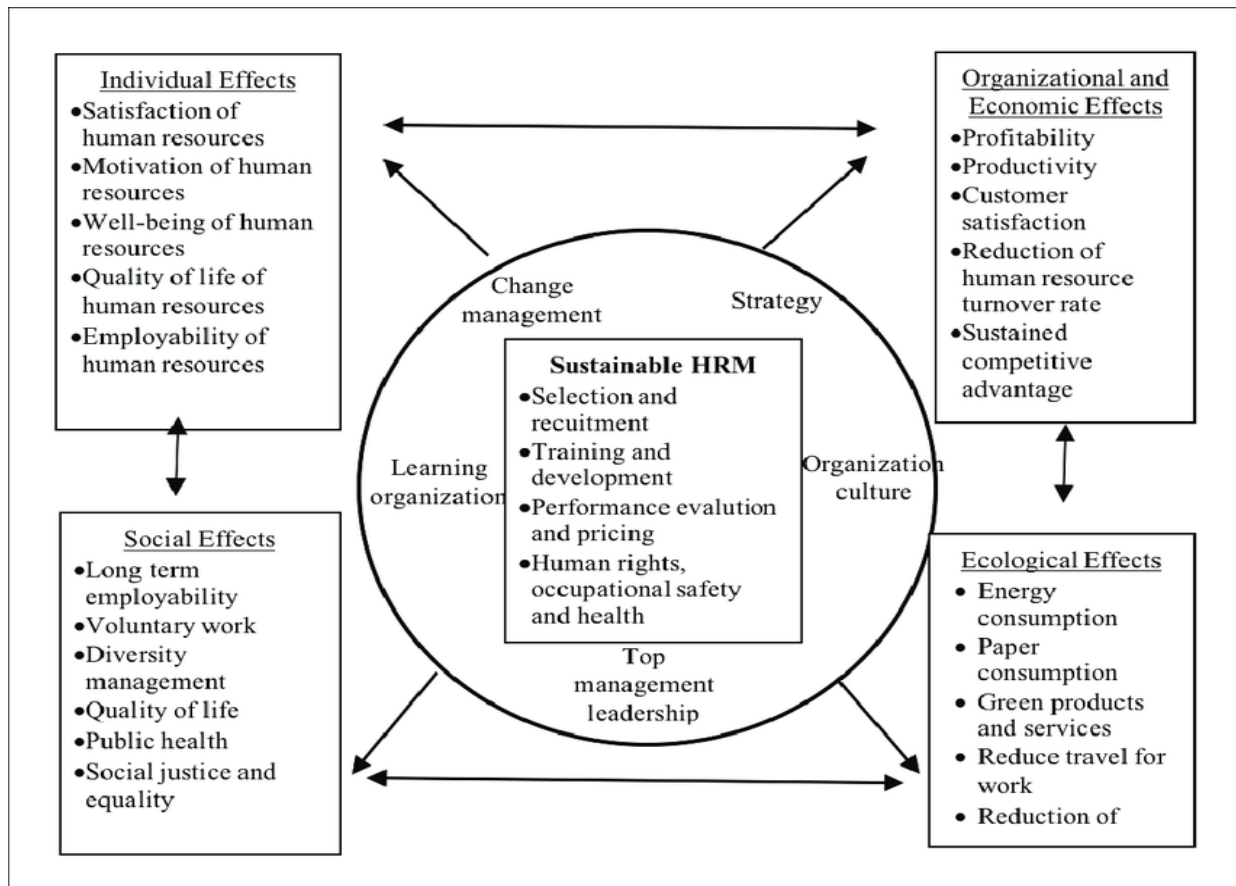 Individual Effects
•Satisfaction of
human resources
•Motivation of human
resources
•Well-being of human
resources
•Quality of life of
human resources
•Employability of
human resources
Organizational and
Economic Effects
•Profitability
•Productivity
•Customer
satisfaction
•Reduction of
human resource
turnover rate
•Sustained
competitive
advantage
Change
management
Strategy
Learning
organization
Sustainable HRM
•Selection and
recuitment
•Training and
development
•Performance evalution
and pricing
•Human rights,
occupational safety
and health
Organization
culture
Top
management
leadership
Social Effects
•Long term
employability
•Voluntary work
•Diversity
management
•Quality of life
•Public health
•Social justice and
equality
Ecological Effects
• Energy
consumption
• Paper
consumption
• Green products
and services
• Reduce travel for
work
• Reduction of